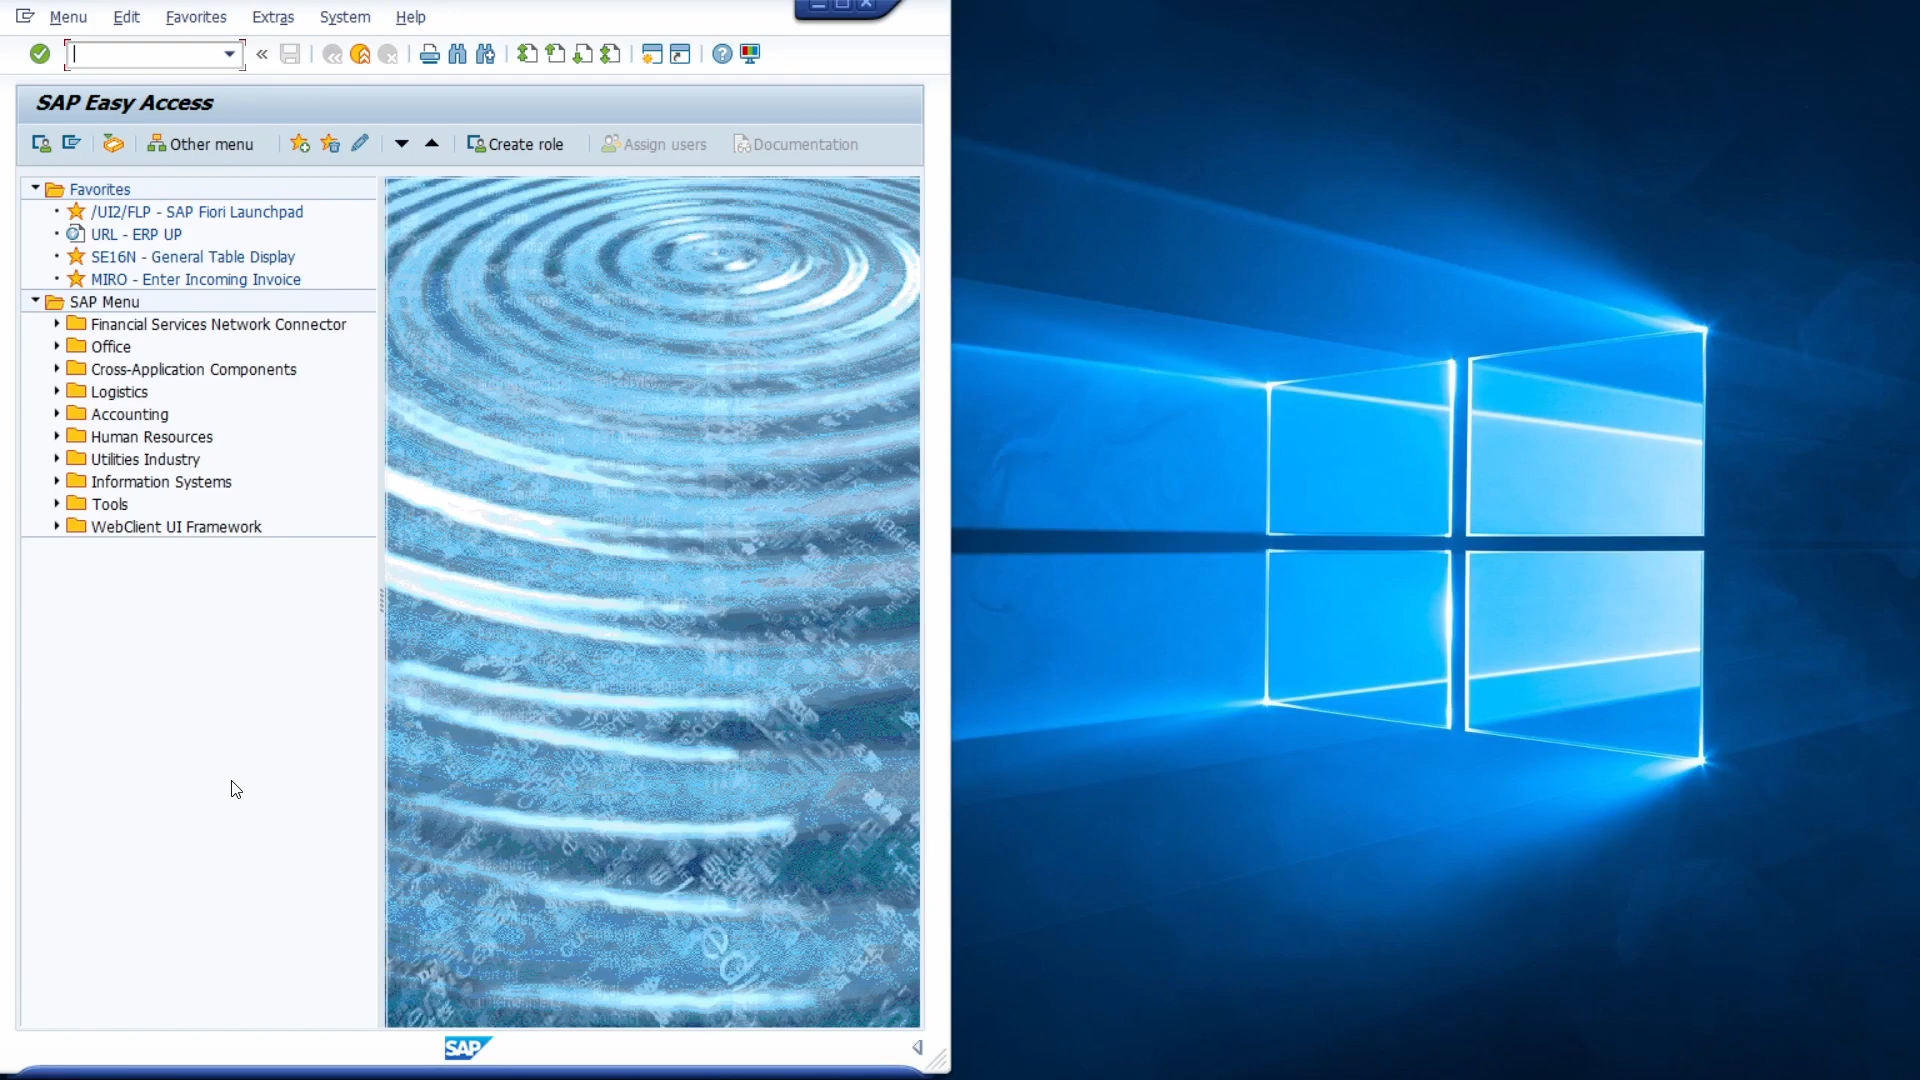 Menu Edit Favorites Extras System Help
SAP Easy Access
Other menu Create role Assign users Documentation
Favorites
/UI2/FLP - SAP Fiori Launchpad
URL - ERP UP
SE16N - General Table Display
MIRO - Enter Incoming Invoice
SAP Menu
Financial Services Network Connector
Office
Cross-Application Components
Logistics
Accounting
Human Resources
Utilities Industry
Information Systems
Tools
WebClient UI Framework
SAP